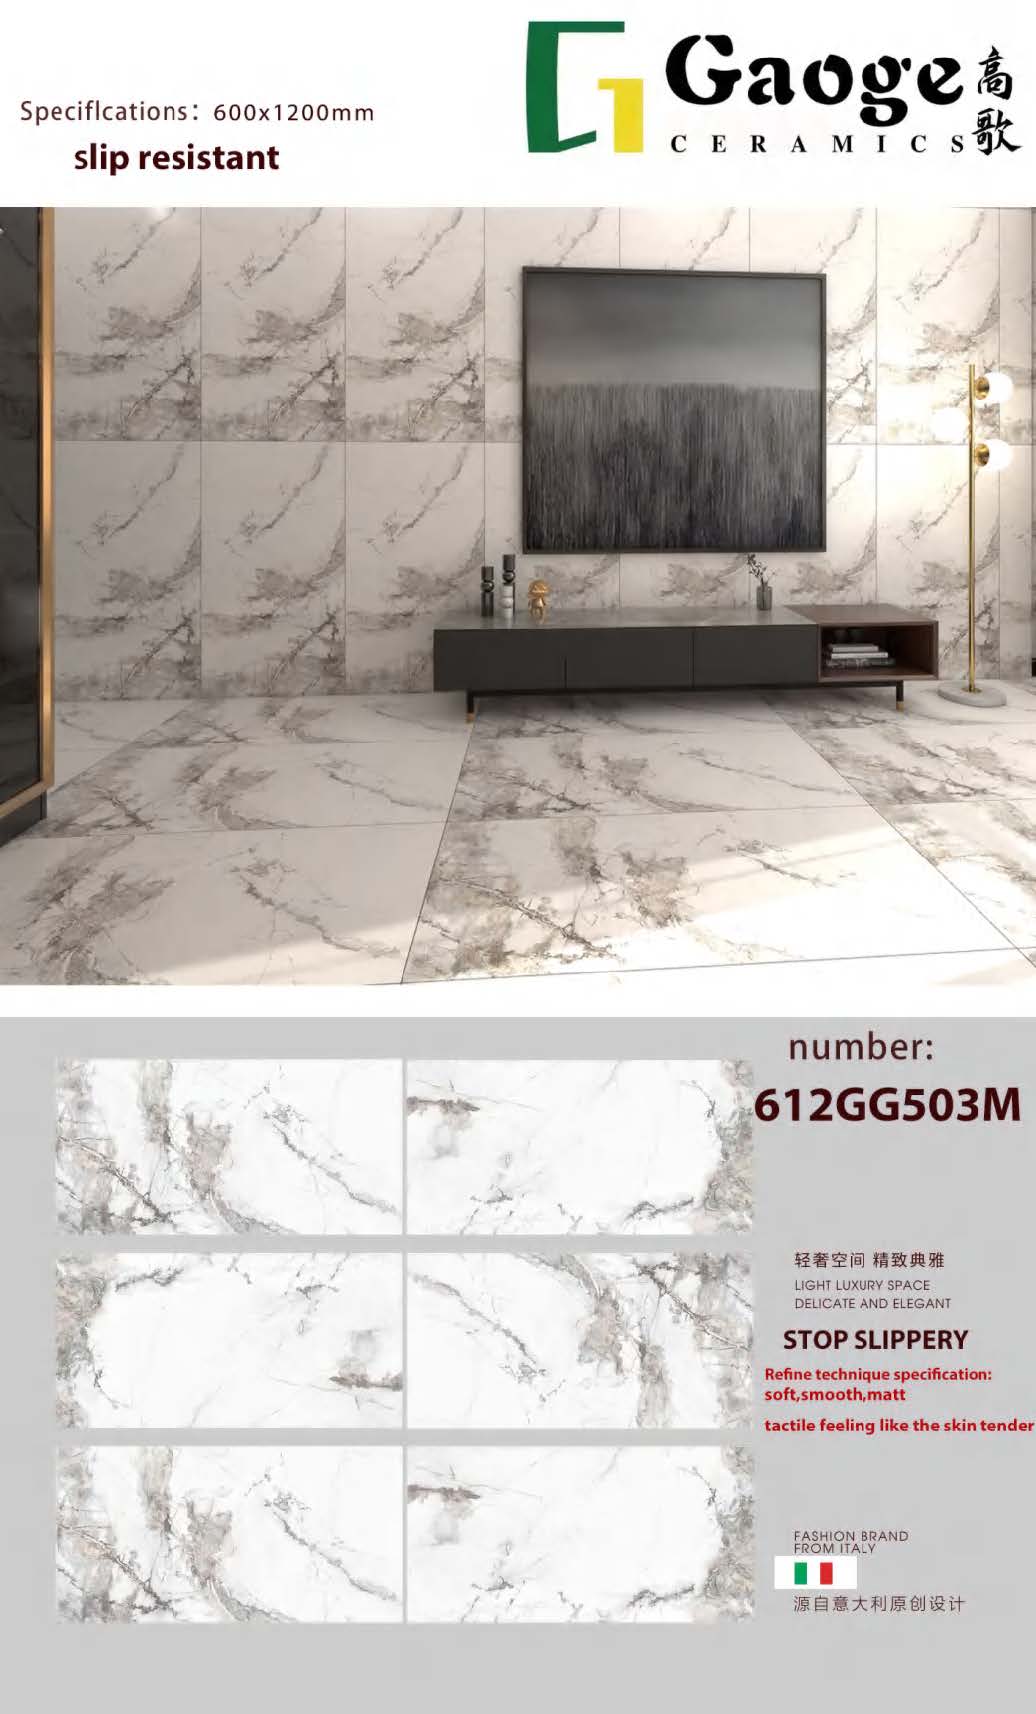 Gaoge 高歌
CERAMICS
Speciflcations：600x1200mm
slip resistant
number:
612GG503M
轻奢空间 精致典雅
LIGHT LUXURY SPACE
DELICATE AND ELEGANT
STOP SLIPPERY
Refine technique specification:
soft,smooth,matt
tactile feeling like the skin tender
FASHION BRAND
FROM ITALY
源自意大利原创设计